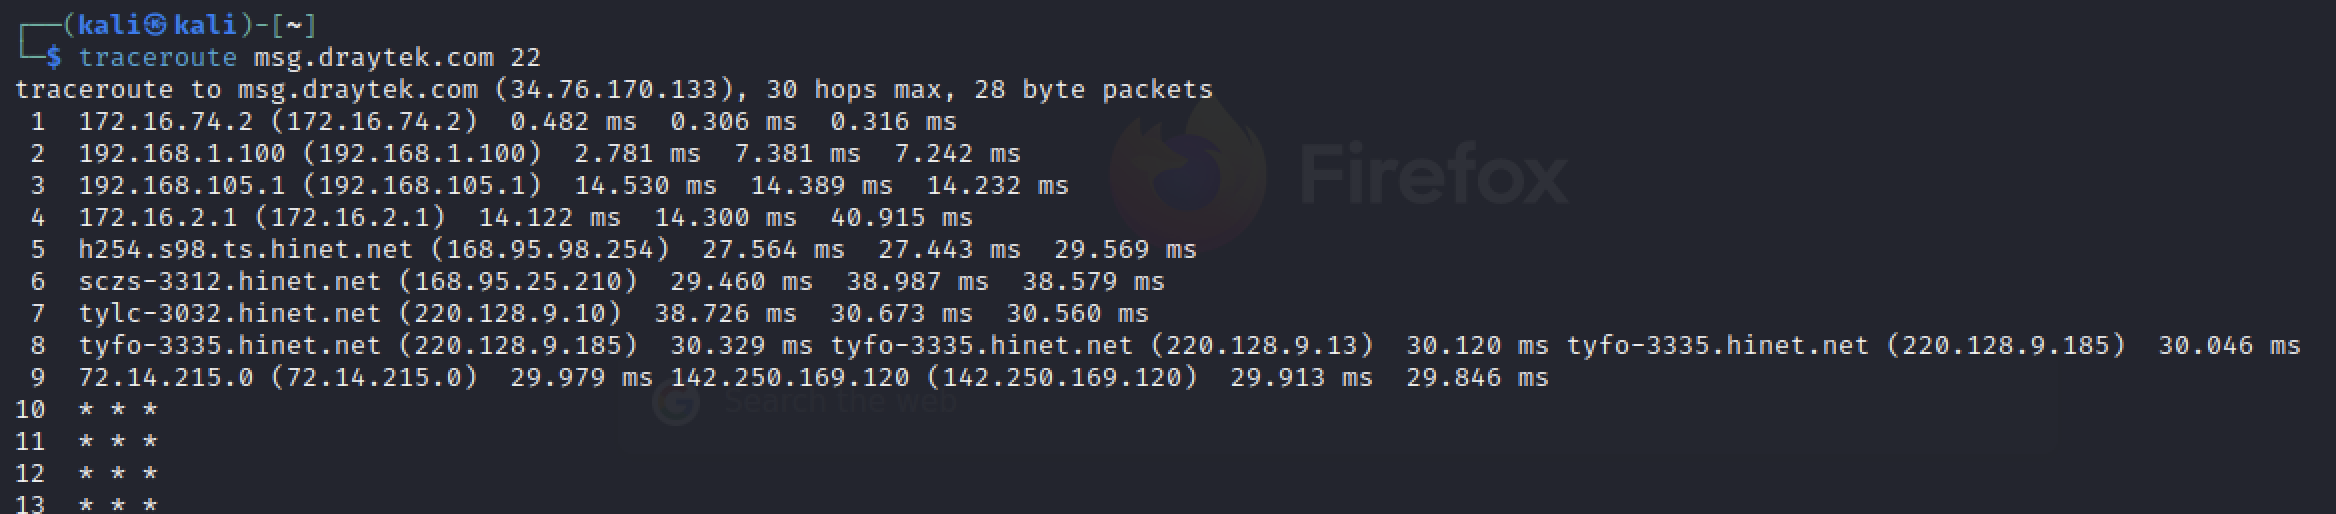 ┌──(kali㉿kali)-[~]
└─$ traceroute msg.draytek.com 22
traceroute to msg.draytek.com (34.76.170.133), 30 hops max, 28 byte packets
 1  172.16.74.2 (172.16.74.2)  0.482 ms  0.306 ms  0.316 ms
 2  192.168.1.100 (192.168.1.100)  2.781 ms  7.381 ms  7.242 ms
 3  192.168.105.1 (192.168.105.1)  14.530 ms  14.389 ms  14.232 ms
 4  172.16.2.1 (172.16.2.1)  14.122 ms  14.300 ms  40.915 ms
 5  h254.s98.ts.hinet.net (168.95.98.254)  27.564 ms  27.443 ms  29.569 ms
 6  sczs-3312.hinet.net (168.95.25.210)  29.460 ms  38.987 ms  38.579 ms
 7  tylc-3032.hinet.net (220.128.9.10)  38.726 ms  30.673 ms  30.560 ms
 8  tyfo-3335.hinet.net (220.128.9.185)  30.329 ms tyfo-3335.hinet.net (220.128.9.13)  30.120 ms tyfo-3335.hinet.net (220.128.9.185)  30.046 ms
 9  72.14.215.0 (72.14.215.0)  29.979 ms 142.250.169.120 (142.250.169.120)  29.913 ms  29.846 ms
10  * * *
11  * * *
12  * * *
13  * * *
Firefox
Search the web